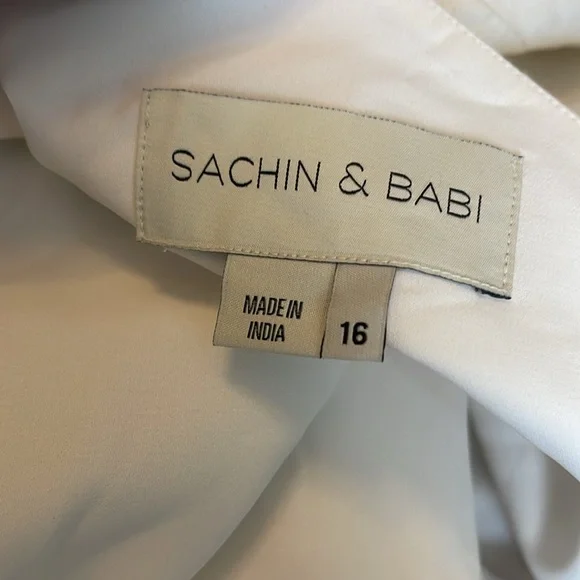 SACHIN & BABI
MADE IN
INDIA
16